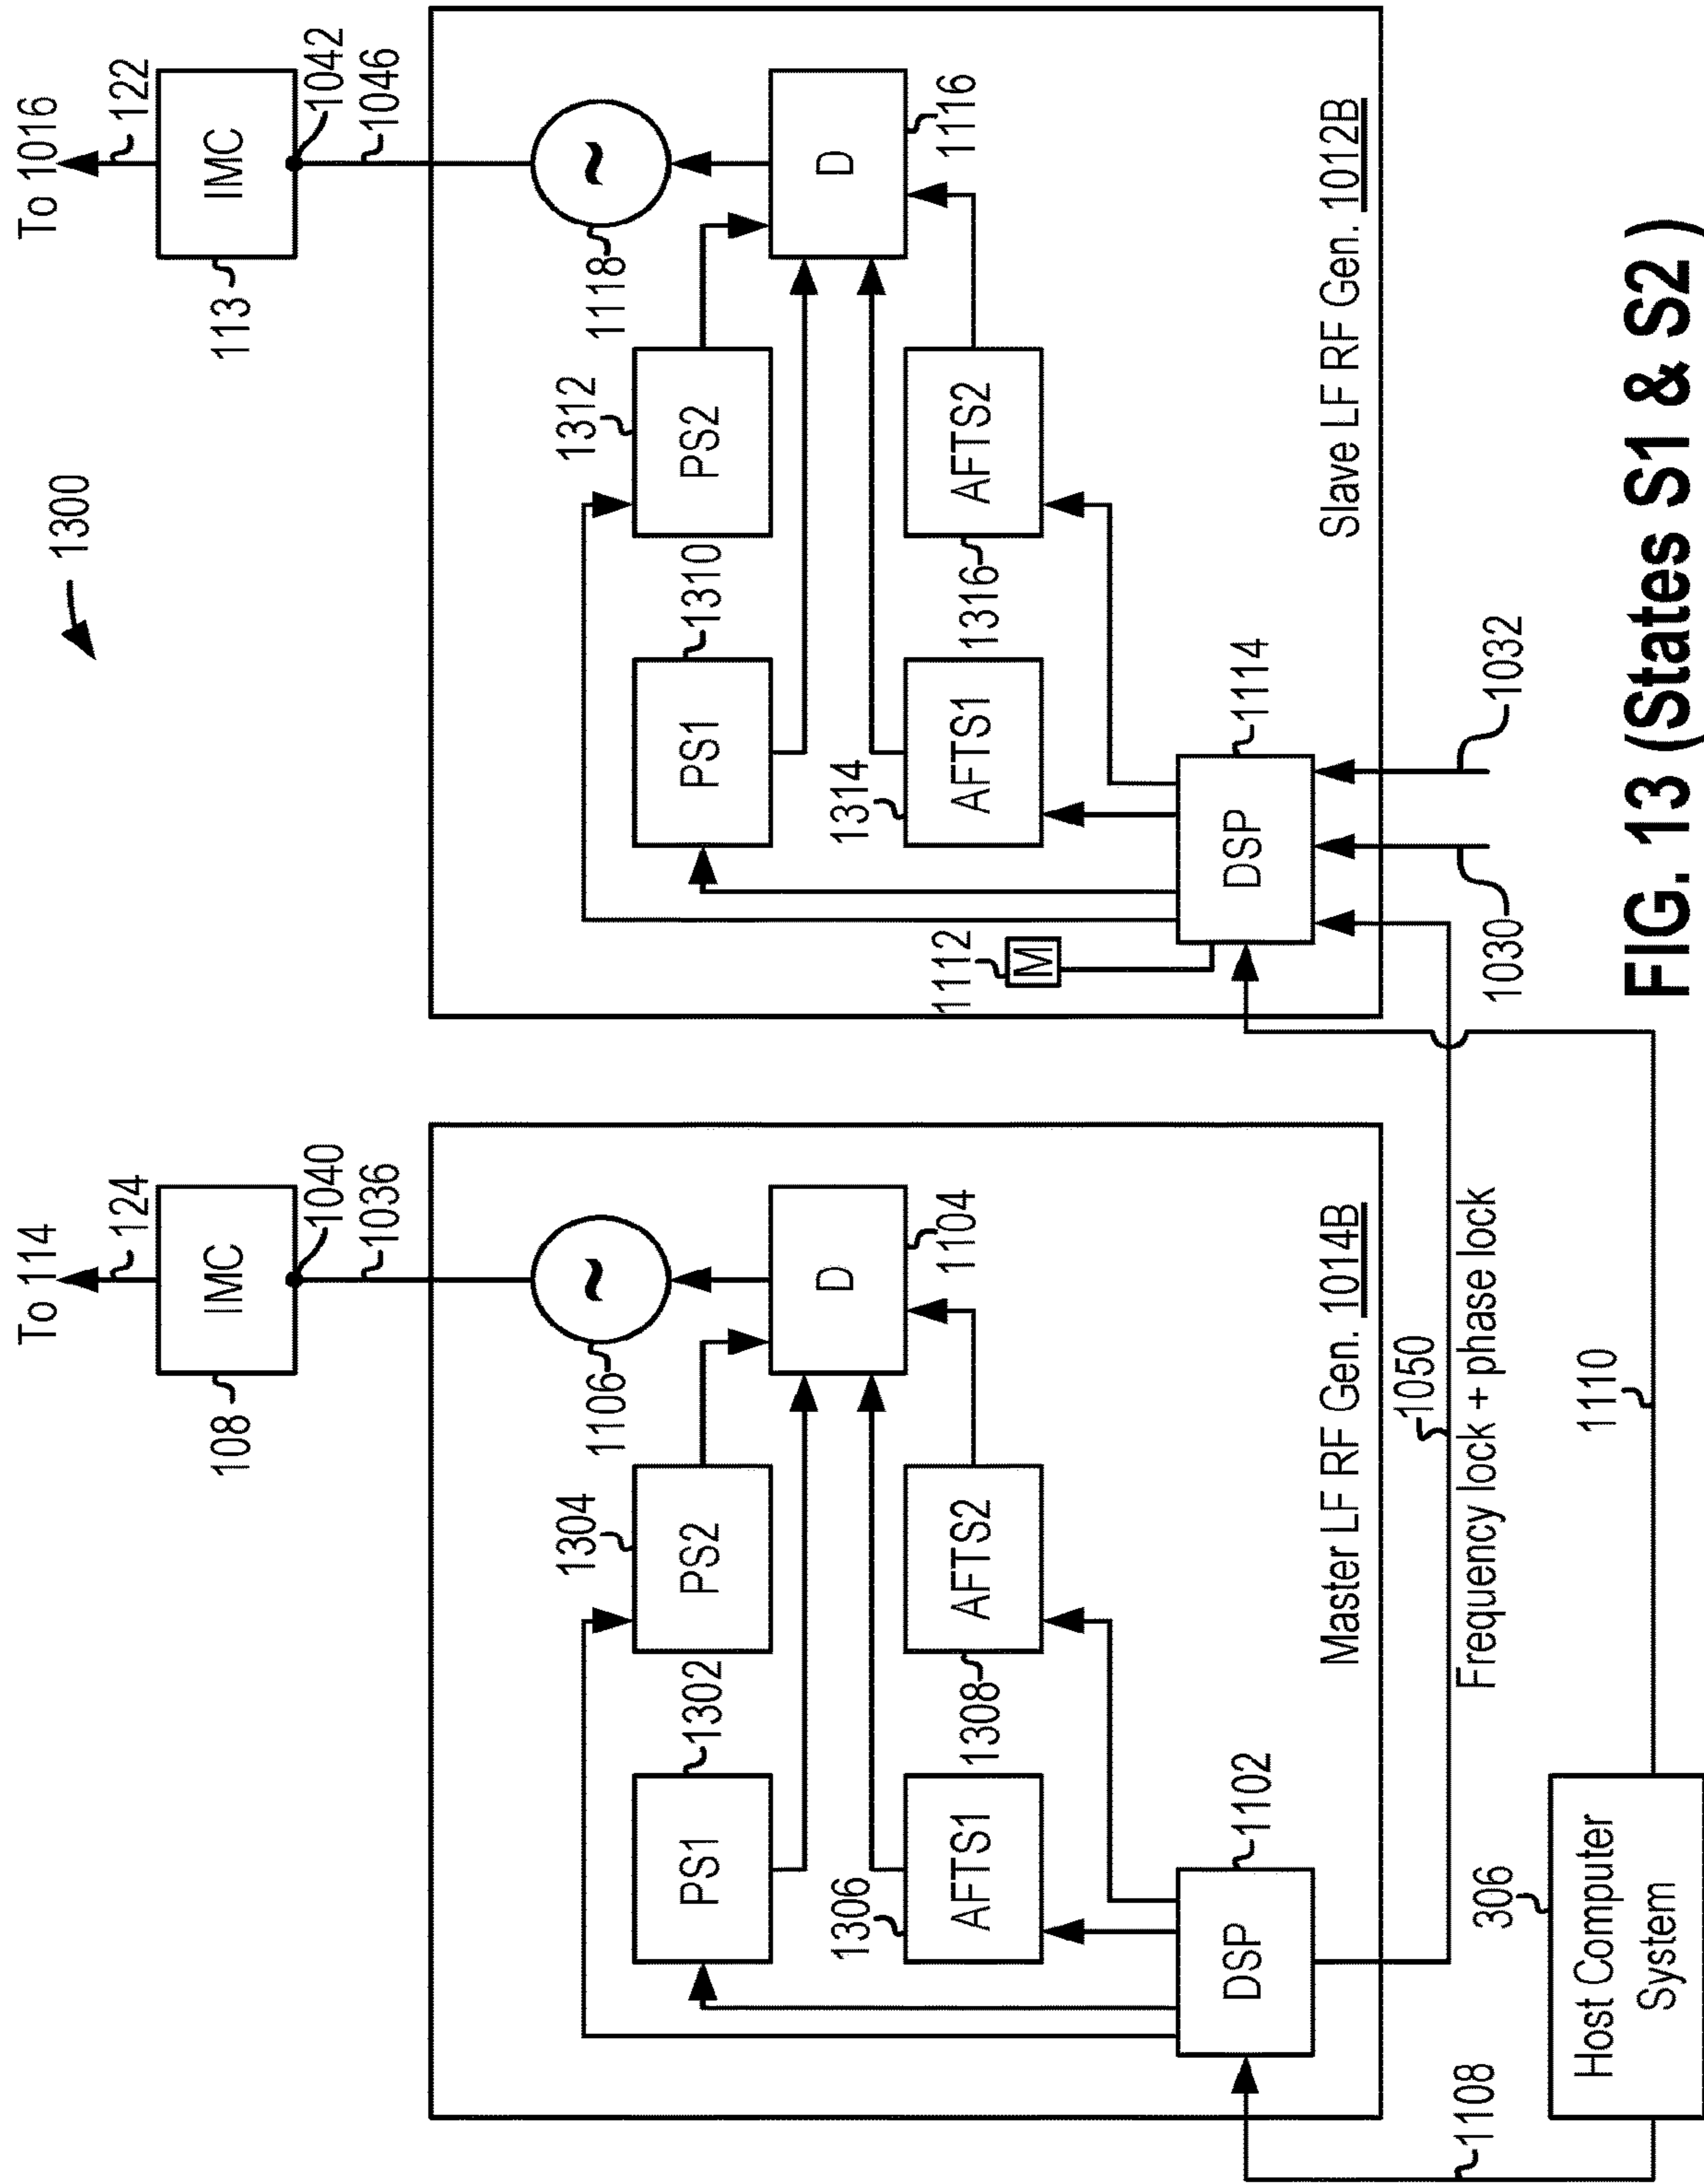 1300
To 114
124
IMC
108
1040
1036
1106
D
1104
1304
PS2
PS1
1302
1306
AFTS1
AFTS2
1308
DSP
1102
Master LF RF Gen. 1014B
To 1016
122
IMC
113
1042
1046
1118
D
1116
1312
PS2
PS1
1310
1314
AFTS1
AFTS2
1316
1112
M
DSP
1114
Slave LF RF Gen. 1012B
1030
1032
1050
Frequency lock + phase lock
1110
306
Host Computer
System
1108
FIG. 13 (States S1 & S2 )